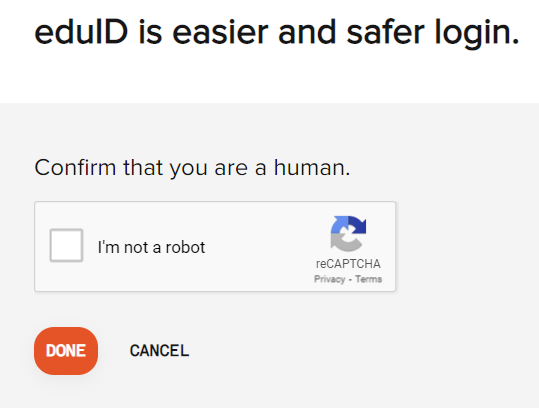 eduID is easier and safer login.
Confirm that you are a human.
I'm not a robot
reCAPTCHA
Privacy - Terms
DONE
CANCEL